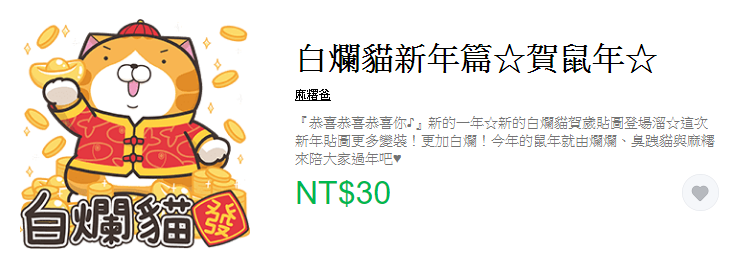 白爛貓新年篇☆賀鼠年☆
麻糬爸
『恭喜恭喜恭喜你♪』新的一年☆新的白爛貓賀歲貼圖登場溜☆這次
新年貼圖更多變裝！更加白爛！今年的鼠年就由爛爛、臭跩貓與麻糬
來陪大家過年吧♥
NT$30
白爛貓
發